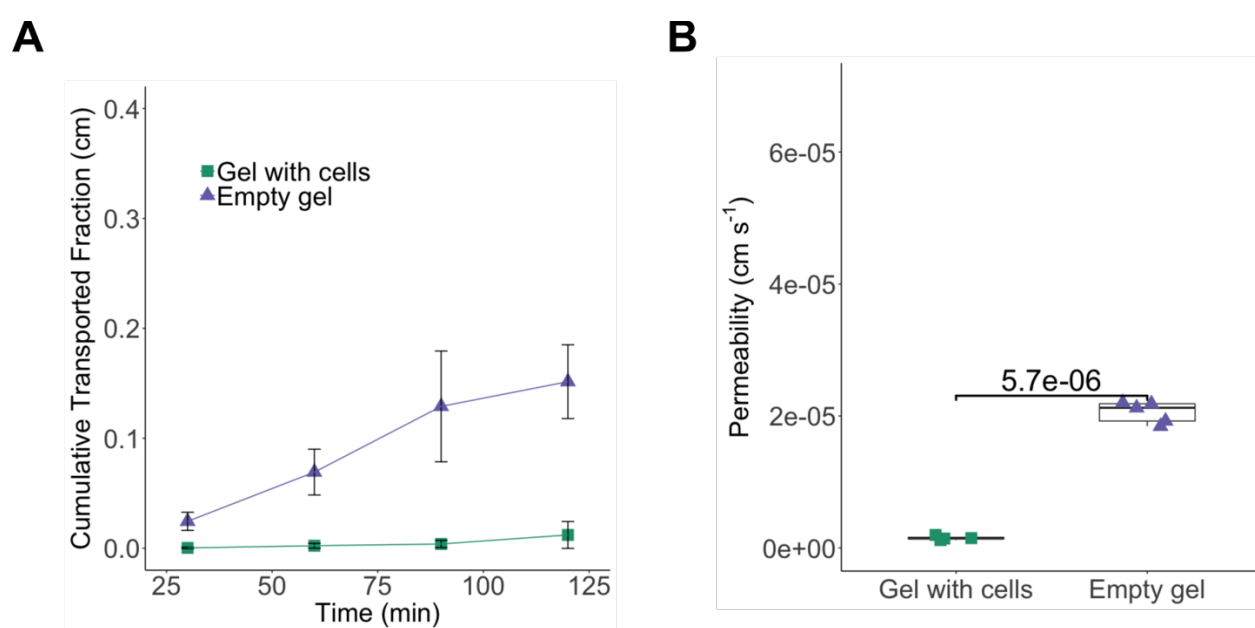 A
Cumulative Transported Fraction (cm)
0.4
0.3
0.2
0.1
0.0
Gel with cells
Empty gel
25 50 75 100 125
Time (min)
B
Permeability (cm s⁻¹)
6e-05
4e-05
2e-05
0e+00
5.7e-06
Gel with cells Empty gel